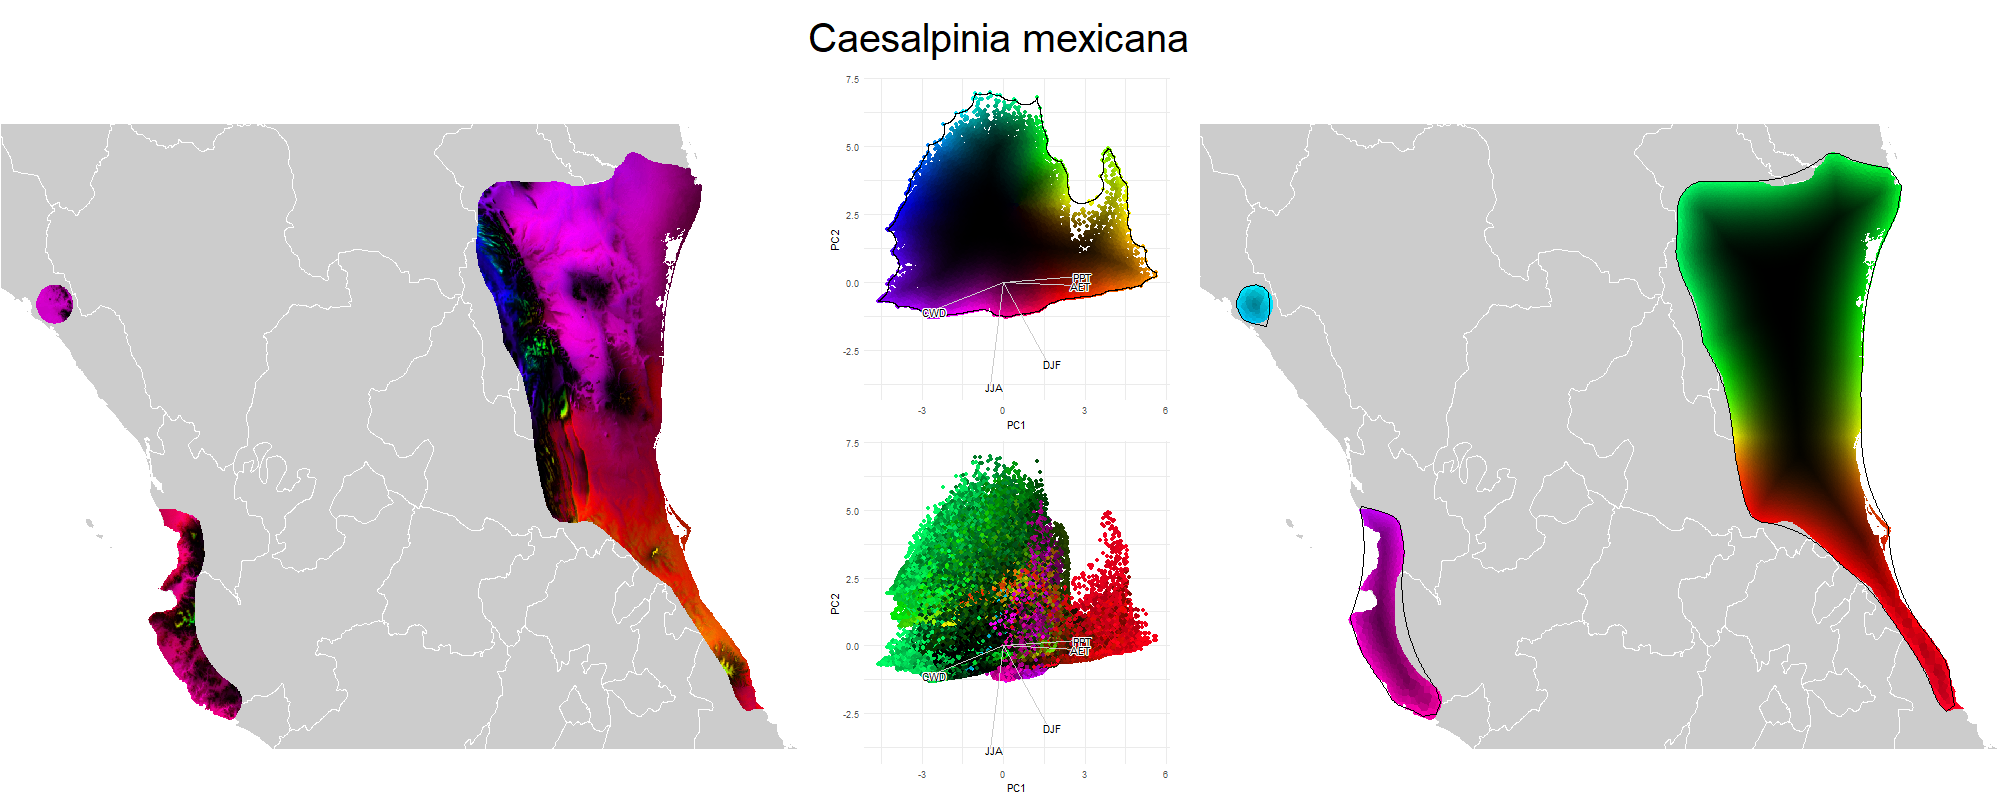 Caesalpinia mexicana
7.5
5.0
2.5
0.0
-2.5
PC2
PPT
AET
CWD
DJF
JJA
-3 0 3 6
PC1
7.5
5.0
2.5
0.0
-2.5
PC2
PPT
AET
CWD
DJF
JJA
-3 0 3 6
PC1